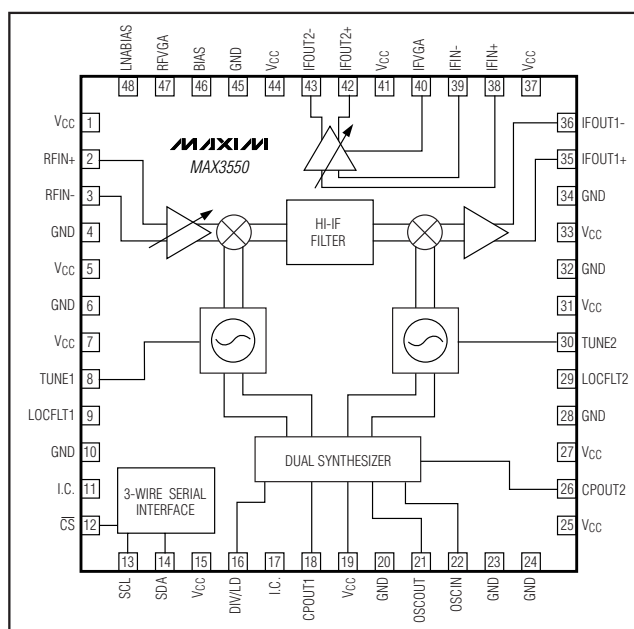 LNABIAS RFVGA BIAS GND VCC IFOUT2- IFOUT2+ VCC IFVGA IFIN- IFIN+ VCC
48 47 46 45 44 43 42 41 40 39 38 37
VCC 1
RFIN+ 2
RFIN- 3
GND 4
VCC 5
GND 6
VCC 7
TUNE1 8
LOCFLT1 9
GND 10
I.C. 11
CS 12
MAXIM
MAX3550
HI-IF
FILTER
DUAL SYNTHESIZER
3-WIRE SERIAL
INTERFACE
36 IFOUT1-
35 IFOUT1+
34 GND
33 VCC
32 GND
31 VCC
30 TUNE2
29 LOCFLT2
28 GND
27 VCC
26 CPOUT2
25 VCC
13 14 15 16 17 18 19 20 21 22 23 24
SCL SDA VCC DIV/LD I.C. CPOUT1 VCC GND OSCOUT OSCIN GND GND